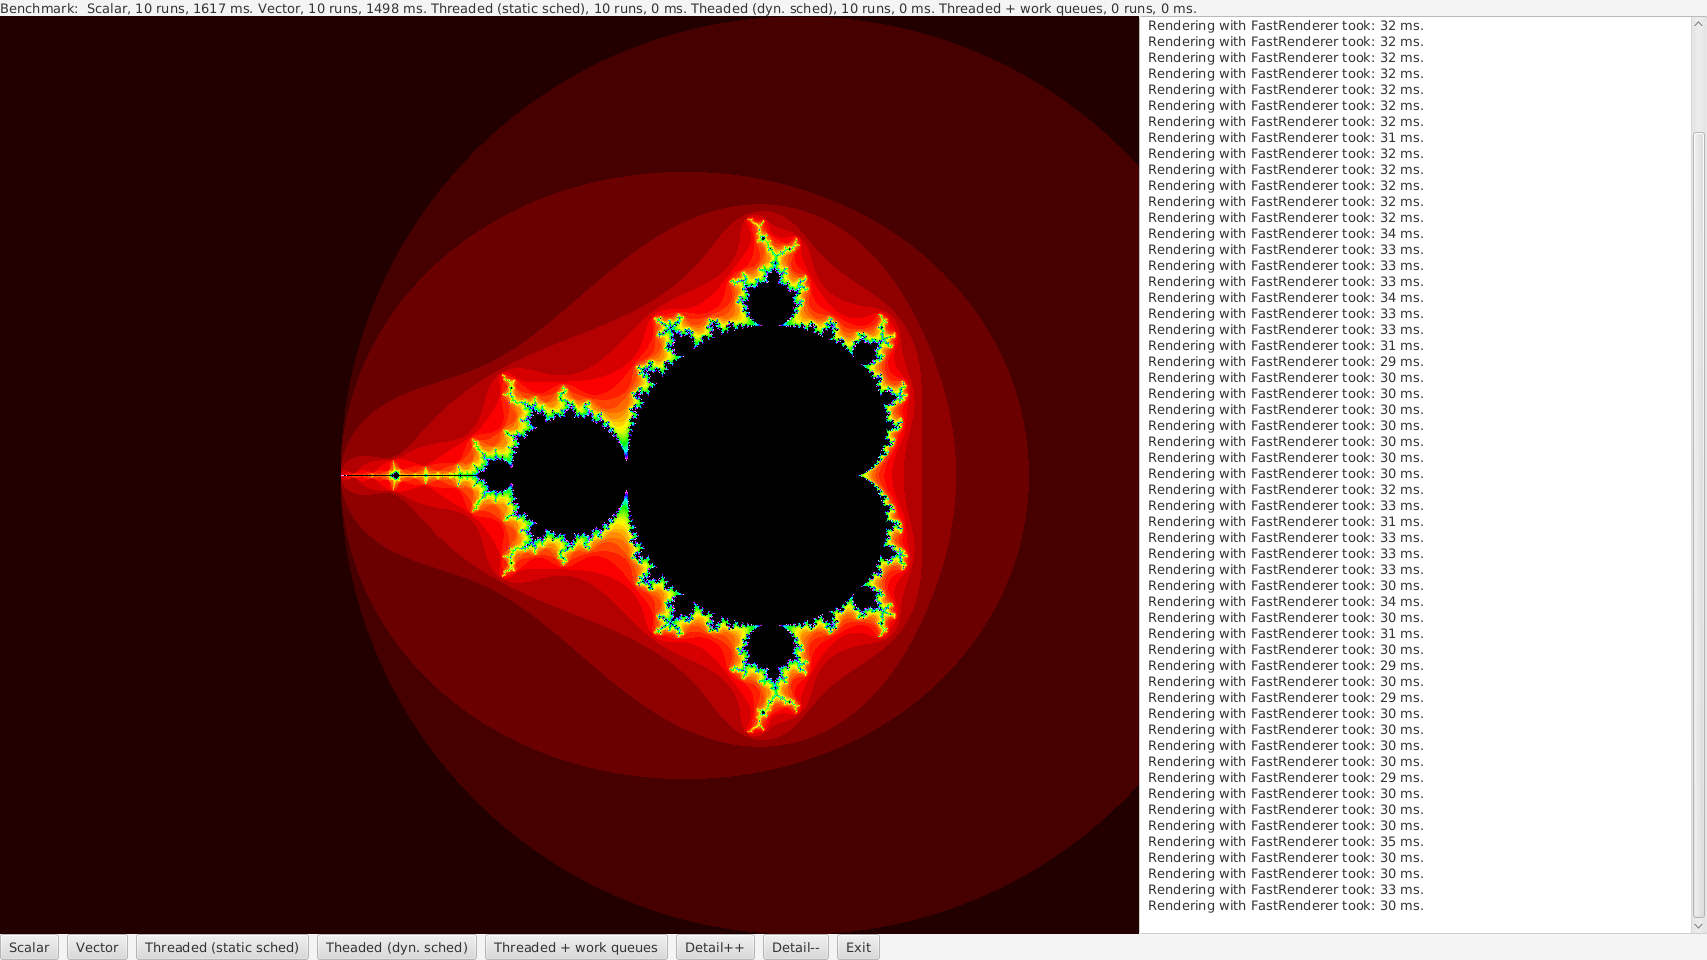 Benchmark:  Scalar, 10 runs, 1617 ms. Vector, 10 runs, 1498 ms. Threaded (static sched), 10 runs, 0 ms. Theaded (dyn. sched), 10 runs, 0 ms. Threaded + work queues, 0 runs, 0 ms.
Rendering with FastRenderer took: 32 ms.
Rendering with FastRenderer took: 32 ms.
Rendering with FastRenderer took: 32 ms.
Rendering with FastRenderer took: 32 ms.
Rendering with FastRenderer took: 32 ms.
Rendering with FastRenderer took: 32 ms.
Rendering with FastRenderer took: 32 ms.
Rendering with FastRenderer took: 31 ms.
Rendering with FastRenderer took: 32 ms.
Rendering with FastRenderer took: 32 ms.
Rendering with FastRenderer took: 32 ms.
Rendering with FastRenderer took: 32 ms.
Rendering with FastRenderer took: 32 ms.
Rendering with FastRenderer took: 34 ms.
Rendering with FastRenderer took: 33 ms.
Rendering with FastRenderer took: 33 ms.
Rendering with FastRenderer took: 33 ms.
Rendering with FastRenderer took: 34 ms.
Rendering with FastRenderer took: 33 ms.
Rendering with FastRenderer took: 33 ms.
Rendering with FastRenderer took: 31 ms.
Rendering with FastRenderer took: 29 ms.
Rendering with FastRenderer took: 30 ms.
Rendering with FastRenderer took: 30 ms.
Rendering with FastRenderer took: 30 ms.
Rendering with FastRenderer took: 30 ms.
Rendering with FastRenderer took: 30 ms.
Rendering with FastRenderer took: 30 ms.
Rendering with FastRenderer took: 30 ms.
Rendering with FastRenderer took: 32 ms.
Rendering with FastRenderer took: 33 ms.
Rendering with FastRenderer took: 31 ms.
Rendering with FastRenderer took: 33 ms.
Rendering with FastRenderer took: 33 ms.
Rendering with FastRenderer took: 33 ms.
Rendering with FastRenderer took: 30 ms.
Rendering with FastRenderer took: 34 ms.
Rendering with FastRenderer took: 30 ms.
Rendering with FastRenderer took: 31 ms.
Rendering with FastRenderer took: 30 ms.
Rendering with FastRenderer took: 29 ms.
Rendering with FastRenderer took: 30 ms.
Rendering with FastRenderer took: 29 ms.
Rendering with FastRenderer took: 30 ms.
Rendering with FastRenderer took: 30 ms.
Rendering with FastRenderer took: 30 ms.
Rendering with FastRenderer took: 30 ms.
Rendering with FastRenderer took: 29 ms.
Rendering with FastRenderer took: 30 ms.
Rendering with FastRenderer took: 30 ms.
Rendering with FastRenderer took: 30 ms.
Rendering with FastRenderer took: 35 ms.
Rendering with FastRenderer took: 30 ms.
Rendering with FastRenderer took: 30 ms.
Rendering with FastRenderer took: 33 ms.
Rendering with FastRenderer took: 30 ms.
Scalar Vector Threaded (static sched) Theaded (dyn. sched) Threaded + work queues Detail++ Detail-- Exit